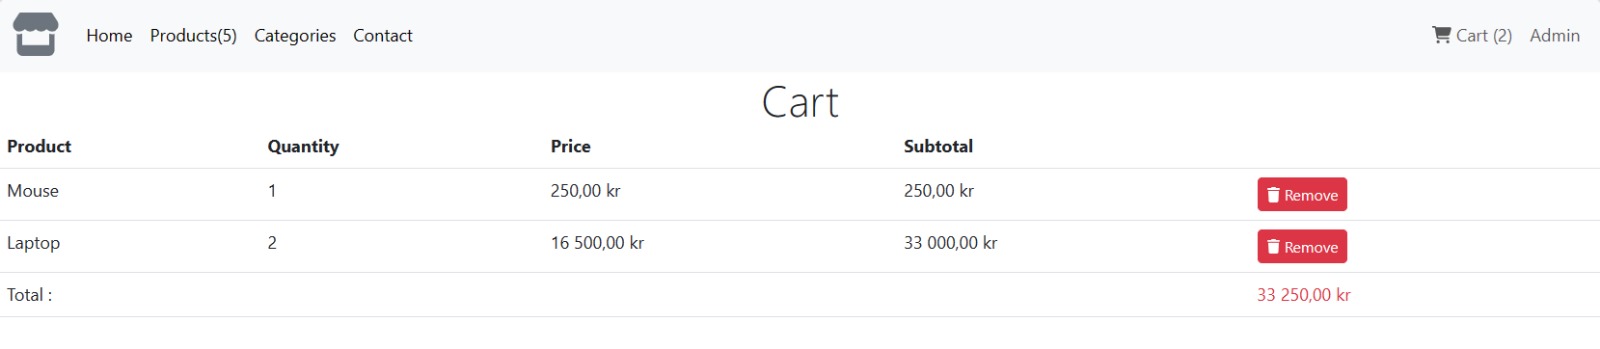 Home Products(5) Categories Contact Cart (2) Admin
Cart
Product Quantity Price Subtotal
Mouse 1 250,00 kr 250,00 kr Remove
Laptop 2 16 500,00 kr 33 000,00 kr Remove
Total : 33 250,00 kr